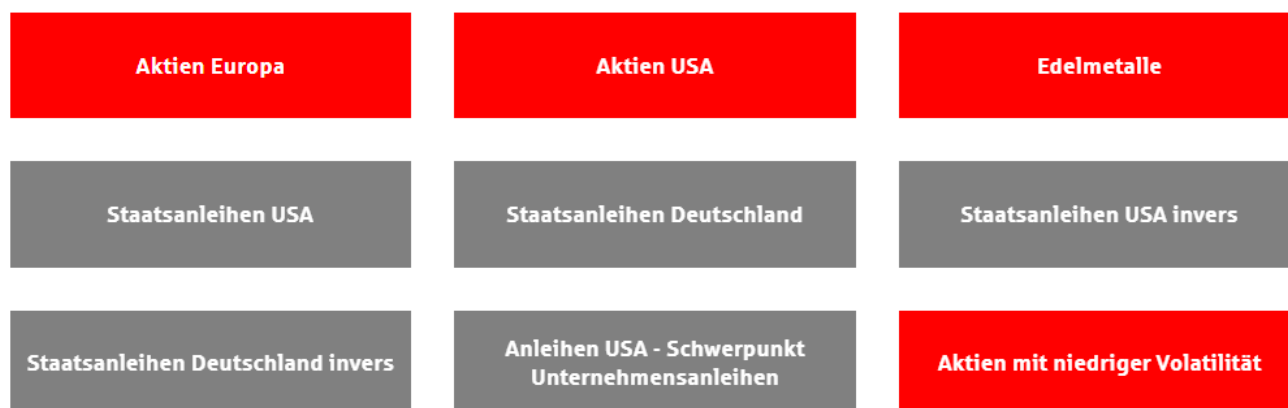 Aktien Europa
Aktien USA
Edelmetalle
Staatsanleihen USA
Staatsanleihen Deutschland
Staatsanleihen USA invers
Staatsanleihen Deutschland invers
Anleihen USA - Schwerpunkt
Unternehmensanleihen
Aktien mit niedriger Volatilität